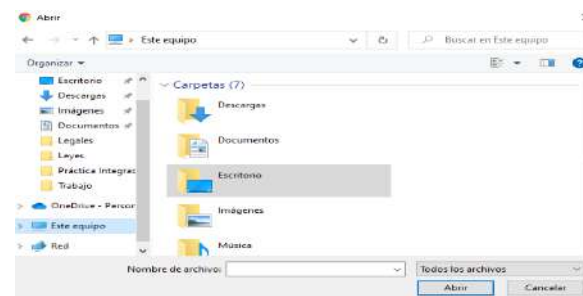 Abrir
Este equipo
Buscar en Este equipo
Organizar
Escritorio
Descargas
Imágenes
Documentos
Legales
Leyes
Práctica Integrac
Trabajo
OneDrive - Person
Este equipo
Red
Carpetas (7)
Descargas
Documentos
Escritorio
Imágenes
Música
Nombre de archivo:
Todos los archivos
Abrir
Cancelar